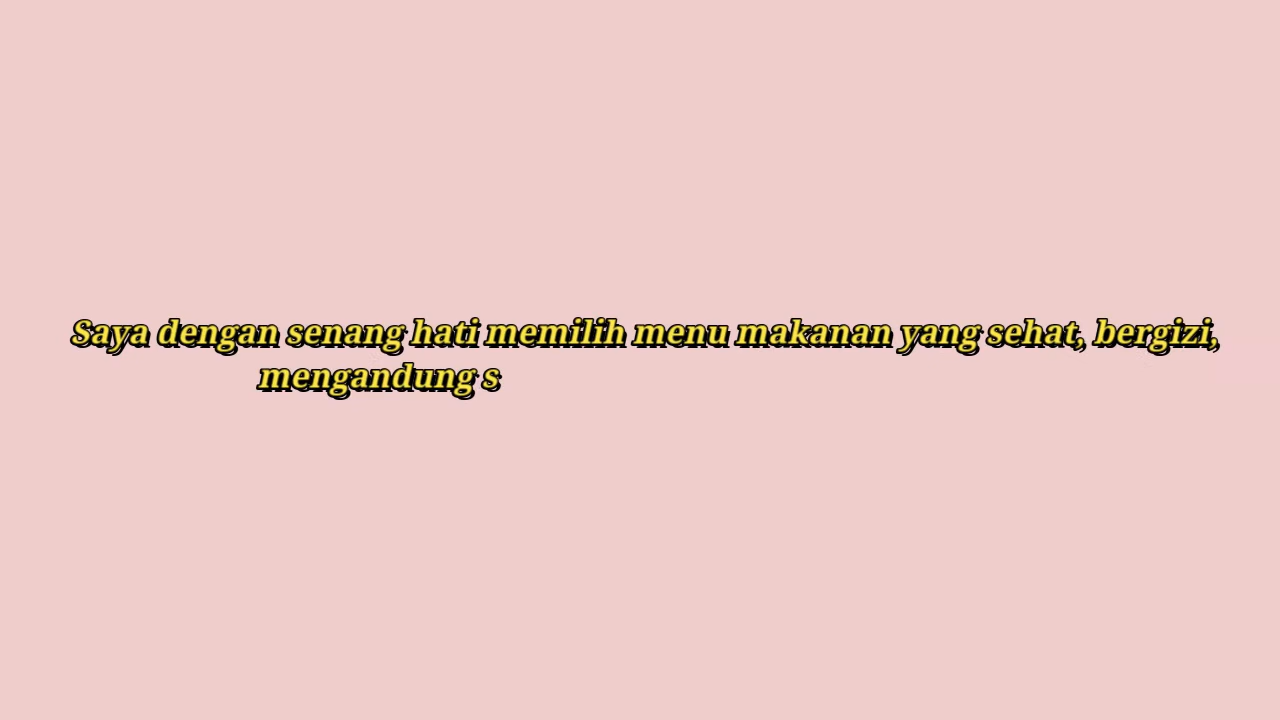 Saya dengan senang hati memilih menu makanan yang sehat, bergizi,
mengandung s